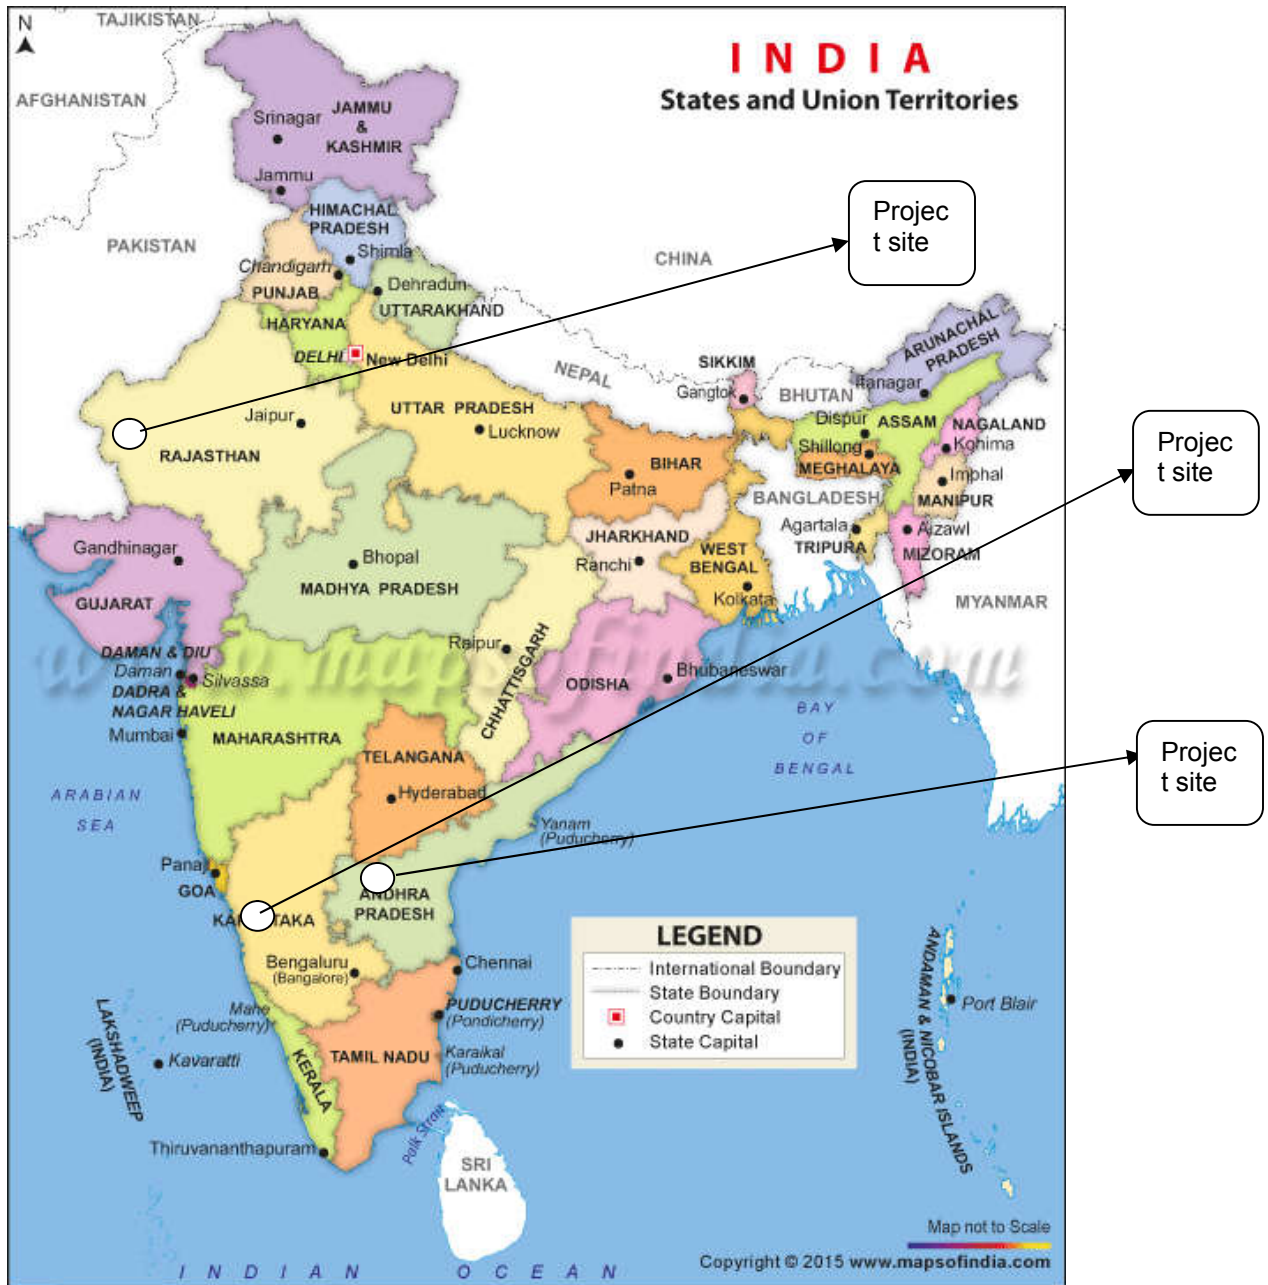 N
TAJIKISTAN
AFGHANISTAN
I N D I A
States and Union Territories
JAMMU
&
KASHMIR
Srinagar
Jammu
Projec
t site
HIMACHAL
PRADESH
Shimla
PAKISTAN
CHINA
Chandigarh
PUNJAB
Dehradun
UTTARAKHAND
HARYANA
DELHI
New Delhi
NEPAL
SIKKIM
Gangtok
BHUTAN
ARUNACHAL
PRADESH
Itanagar
Dispur
ASSAM
NAGALAND
Kohima
Shillong
MEGHALAYA
Imphal
MANIPUR
Projec
t site
Jaipur
RAJASTHAN
UTTAR PRADESH
Lucknow
BIHAR
Patna
BANGLADESH
Agartala
TRIPURA
Aizawl
MIZORAM
MYANMAR
Gandhinagar
GUJARAT
Bhopal
MADHYA PRADESH
JHARKHAND
Ranchi
WEST
BENGAL
Kolkata
www.mapsofindia.com
DAMAN & DIU
Daman
Silvassa
DADRA &
NAGAR HAVELI
Mumbai
MAHARASHTRA
Raipur
CHHATTISGARH
ODISHA
Bhubaneswar
BAY
OF
BENGAL
Projec
t site
TELANGANA
Hyderabad
ARABIAN
SEA
Yanam
(Puducherry)
Panaj
GOA
KA TAKA
ANDHRA
PRADESH
Bengaluru
(Bangalore)
Chennai
LEGEND
International Boundary
State Boundary
Country Capital
State Capital
Mahe
(Puducherry)
PUDUCHERRY
(Pondicherry)
TAMIL NADU
Karaikal
(Puducherry)
KERALA
LAKSHADWEEP
(INDIA)
Kavaratti
Thiruvananthapuram
Palk Strait
SRI
LANKA
ANDAMAN & NICOBAR ISLANDS
(INDIA)
Port Blair
Map not to Scale
Copyright © 2015 www.mapsofindia.com
I N D I A N O C E A N